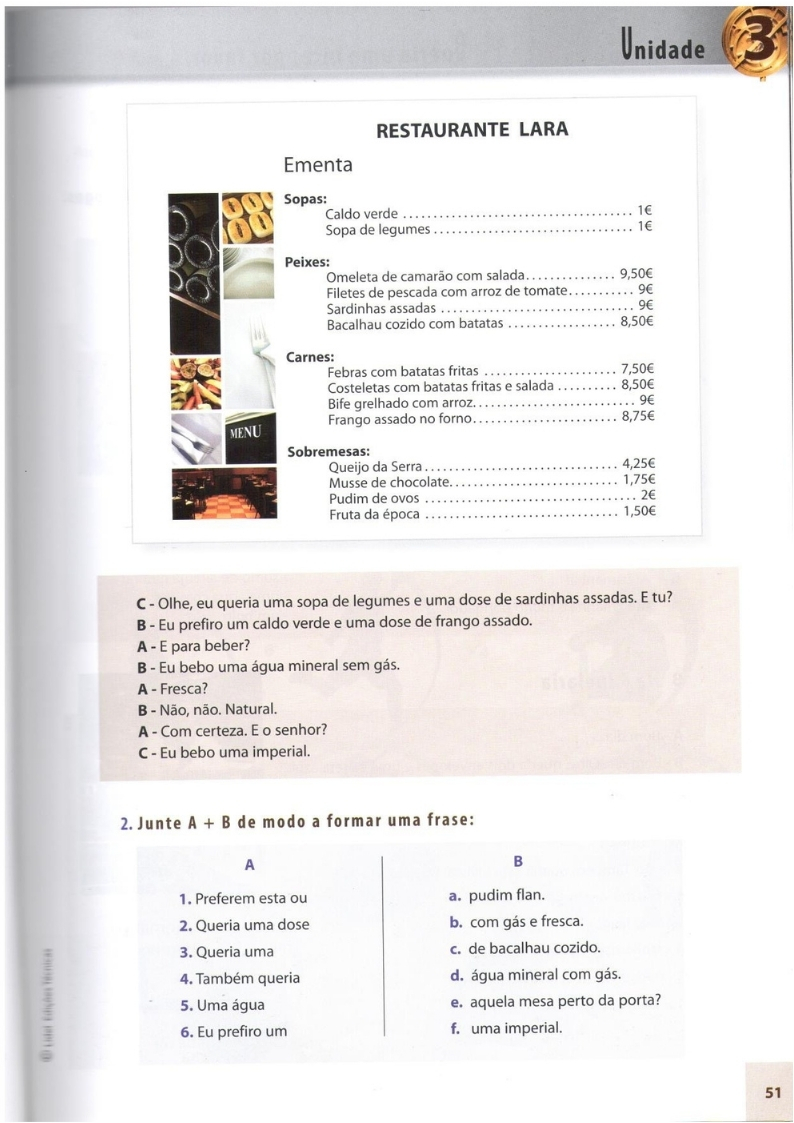 Unidade 3
RESTAURANTE LARA
Ementa
Sopas:
Caldo verde ..................................... 1€
Sopa de legumes ................................ 1€
Peixes:
Omeleta de camarão com salada............... 9,50€
Filetes de pescada com arroz de tomate........... 9€
Sardinhas assadas ................................ 9€
Bacalhau cozido com batatas .................. 8,50€
Carnes:
Febras com batatas fritas ...................... 7,50€
Costeletas com batatas fritas e salada .......... 8,50€
Bife grelhado com arroz........................... 9€
Frango assado no forno........................ 8,75€
MENU
Sobremesas:
Queijo da Serra ................................ 4,25€
Musse de chocolate............................ 1,75€
Pudim de ovos ................................... 2€
Fruta da época ................................ 1,50€
C - Olhe, eu queria uma sopa de legumes e uma dose de sardinhas assadas. E tu?
B - Eu prefiro um caldo verde e uma dose de frango assado.
A - E para beber?
B - Eu bebo uma água mineral sem gás.
A - Fresca?
B - Não, não. Natural.
A - Com certeza. E o senhor?
C - Eu bebo uma imperial.
2. Junte A + B de modo a formar uma frase:
A
1. Preferem esta ou
2. Queria uma dose
3. Queria uma
4. Também queria
5. Uma água
6. Eu prefiro um
B
a. pudim flan.
b. com gás e fresca.
c. de bacalhau cozido.
d. água mineral com gás.
e. aquela mesa perto da porta?
f. uma imperial.
© Lidel Edições Técnicas
51